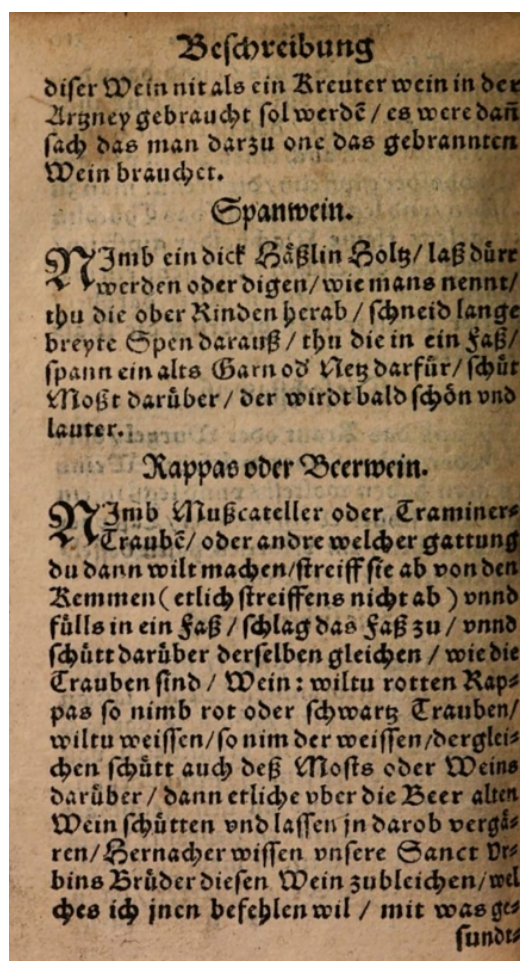 Beschreibung
diser Wein nit als ein Kreuter wein in der
Artzney gebraucht sol werdē / es were dañ
sach das man darzu one das gebrannten
Wein brauchet.
Spanwein.
NImb ein dick Häßlin Holtz / laß dürr
werden oder digen / wie mans nennt /
thu die ober Rinden herab / schneid lange
breyte Spen darauß / thu die in ein Faß /
spann ein alts Garn od' Netz darfür / schüt
Moßt darüber / der wirdt bald schön vnd
lauter.
Rappas oder Beerwein.
NImb Mußcateller oder Traminer-
Traubē / oder andre welcher gattung
du dann wilt machen / streiff sie ab von den
Kemmen ( etlich streiffens nicht ab ) vnnd
fülls in ein Faß / schlag das Faß zu / vnnd
schütt darüber derselben gleichen / wie die
Trauben sind / Wein : wiltu rotten Rap-
pas so nimb rot oder schwartz Trauben /
wiltu weissen / so nim der weissen / derglei-
chen schütt auch deß Mosts oder Weins
darüber / dann etliche vber die Beer alten
Wein schütten vnd lassen jn darob vergå-
ren / Hernacher wissen vnsere Sanct Vr-
bins Brüder diesen Wein zubleichen / wel
ches ich jnen befehlen wil / mit was ge-
sundt-